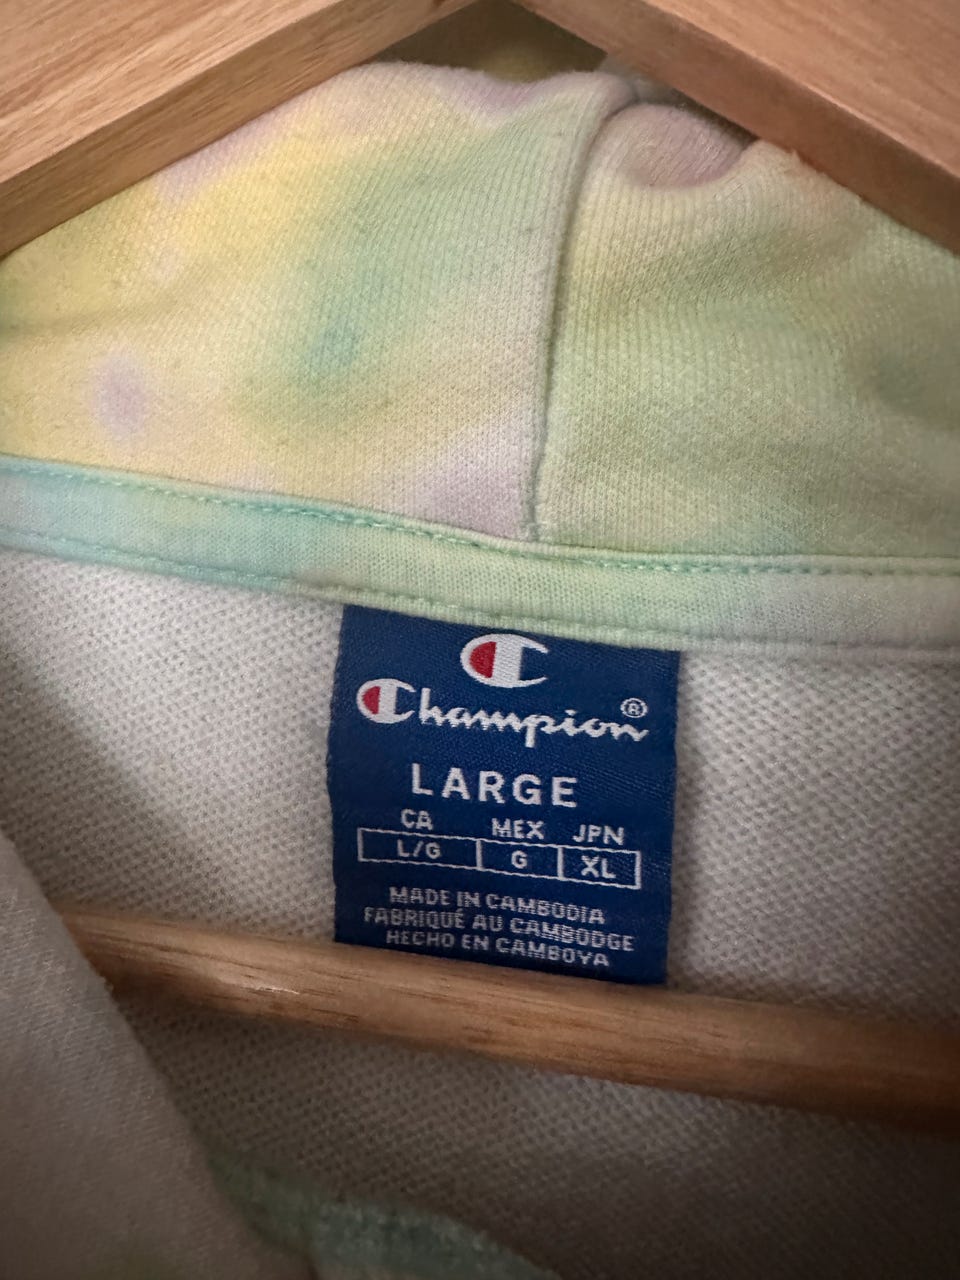 Champion®
LARGE
CA MEX JPN
L/G G XL
MADE IN CAMBODIA
FABRIQUÉ AU CAMBODGE
HECHO EN CAMBOYA